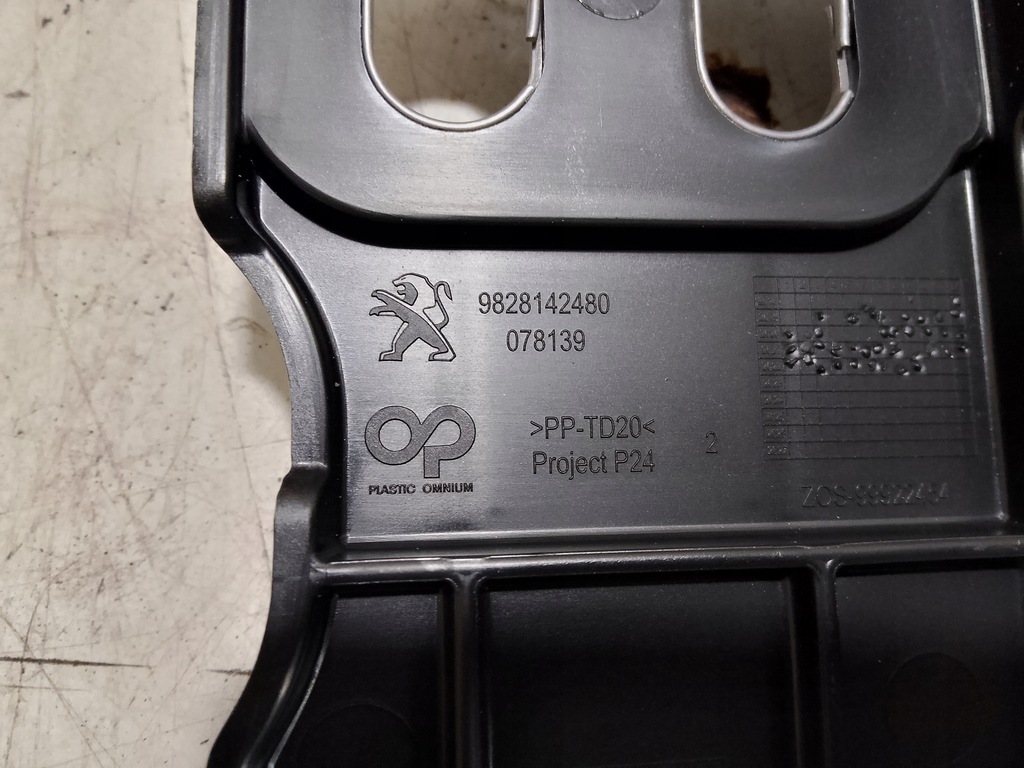 9828142480
078139
>PP-TD20<
Project P24
2
PLASTIC OMNIUM